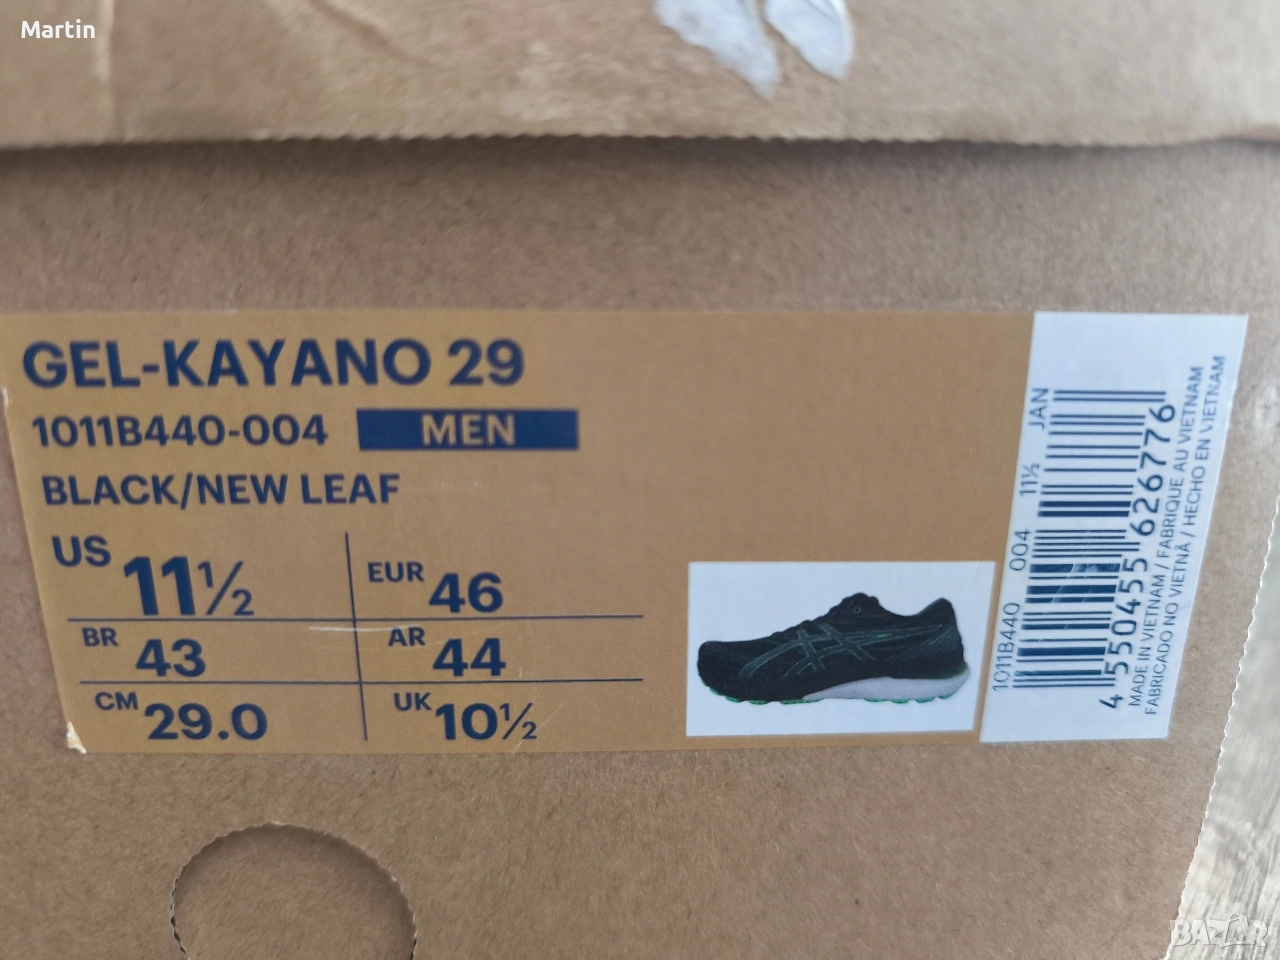 Martin
GEL-KAYANO 29
1011B440-004 MEN
BLACK/NEW LEAF
US 11½ EUR 46
BR 43 AR 44
CM 29.0 UK 10½
1011B440 004 11½ JAN
4 550455 626776
MADE IN VIETNAM / FABRIQUE AU VIETNAM
FABRICADO NO VIETNÃ / HECHO EN VIETNAM
BAZAR